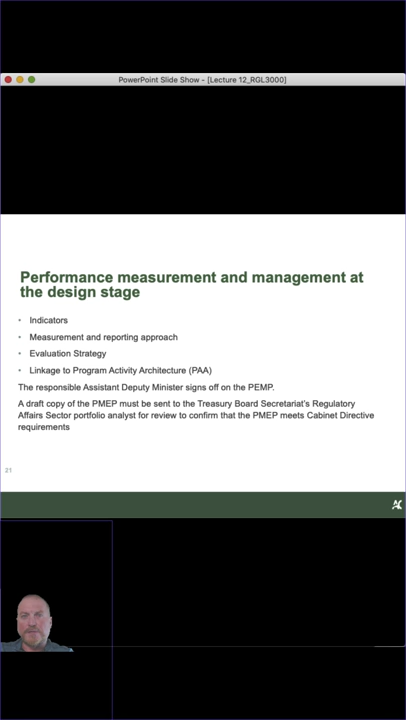 PowerPoint Slide Show - [Lecture 12_RGL3000]
Performance measurement and management at
the design stage
• Indicators
• Measurement and reporting approach
• Evaluation Strategy
• Linkage to Program Activity Architecture (PAA)
The responsible Assistant Deputy Minister signs off on the PEMP.
A draft copy of the PMEP must be sent to the Treasury Board Secretariat's Regulatory
Affairs Sector portfolio analyst for review to confirm that the PMEP meets Cabinet Directive
requirements
21
AC